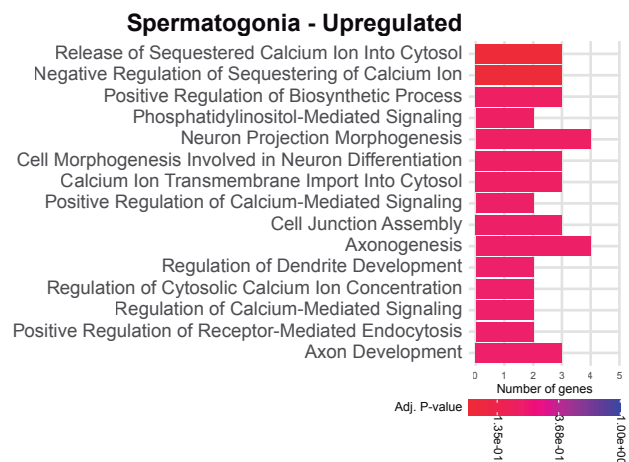 Spermatogonia - Upregulated
Release of Sequestered Calcium Ion Into Cytosol
Negative Regulation of Sequestering of Calcium Ion
Positive Regulation of Biosynthetic Process
Phosphatidylinositol-Mediated Signaling
Neuron Projection Morphogenesis
Cell Morphogenesis Involved in Neuron Differentiation
Calcium Ion Transmembrane Import Into Cytosol
Positive Regulation of Calcium-Mediated Signaling
Cell Junction Assembly
Axonogenesis
Regulation of Dendrite Development
Regulation of Cytosolic Calcium Ion Concentration
Regulation of Calcium-Mediated Signaling
Positive Regulation of Receptor-Mediated Endocytosis
Axon Development
0 1 2 3 4 5
Number of genes
Adj. P-value
1.35e-01
3.68e-01
1.00e+00